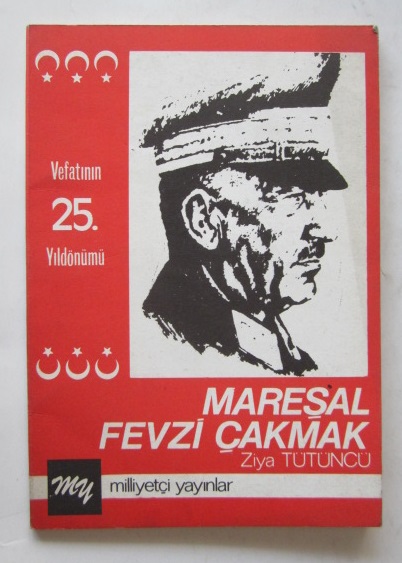 Vefatının
25.
Yıldönümü
MAREŞAL
FEVZİ ÇAKMAK
Ziya TÜTÜNCÜ
my milliyetçi yayınlar